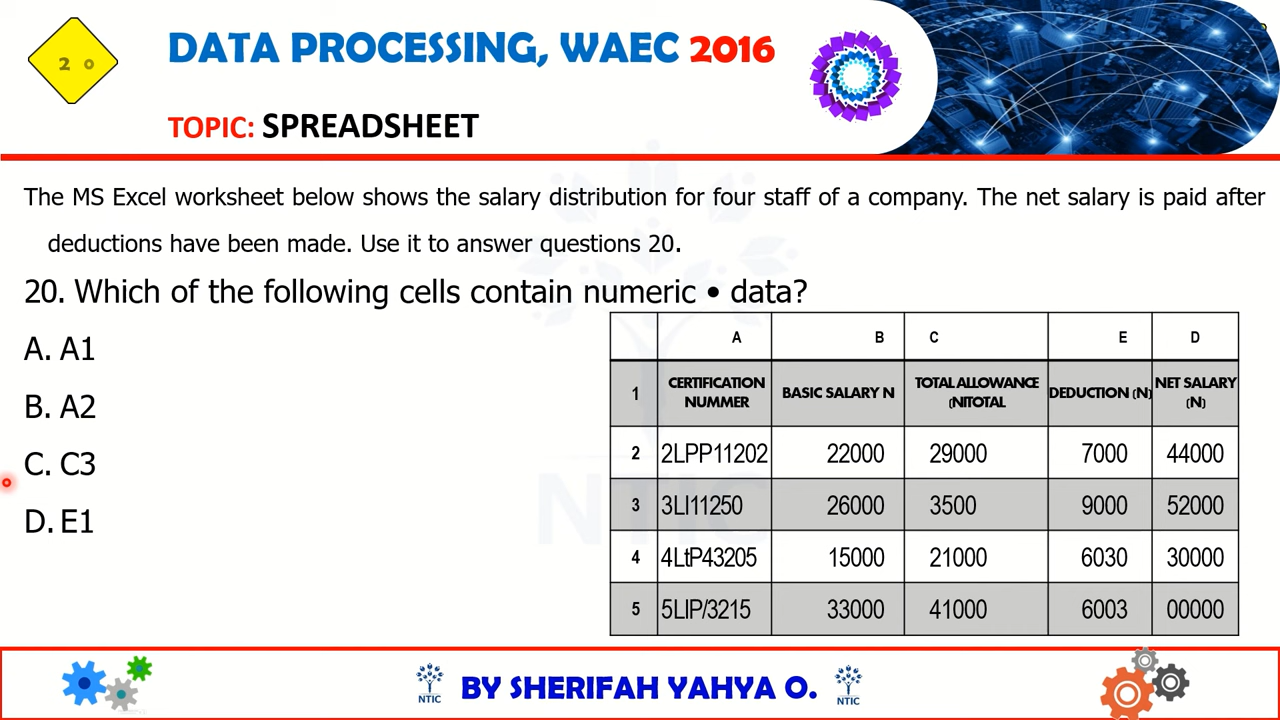 2 0
DATA PROCESSING, WAEC 2016
TOPIC: SPREADSHEET
The MS Excel worksheet below shows the salary distribution for four staff of a company. The net salary is paid after
deductions have been made. Use it to answer questions 20.
20. Which of the following cells contain numeric • data?
A. A1
B. A2
C. C3
D. E1
A B C E D
1 CERTIFICATION NUMMER BASIC SALARY N TOTAL ALLOWANCE (NITOTAL DEDUCTION (N) NET SALARY (N)
2 2LPP11202 22000 29000 7000 44000
3 3LI11250 26000 3500 9000 52000
4 4LtP43205 15000 21000 6030 30000
5 5LIP/3215 33000 41000 6003 00000
NTIC
NTIC
BY SHERIFAH YAHYA O.
NTIC